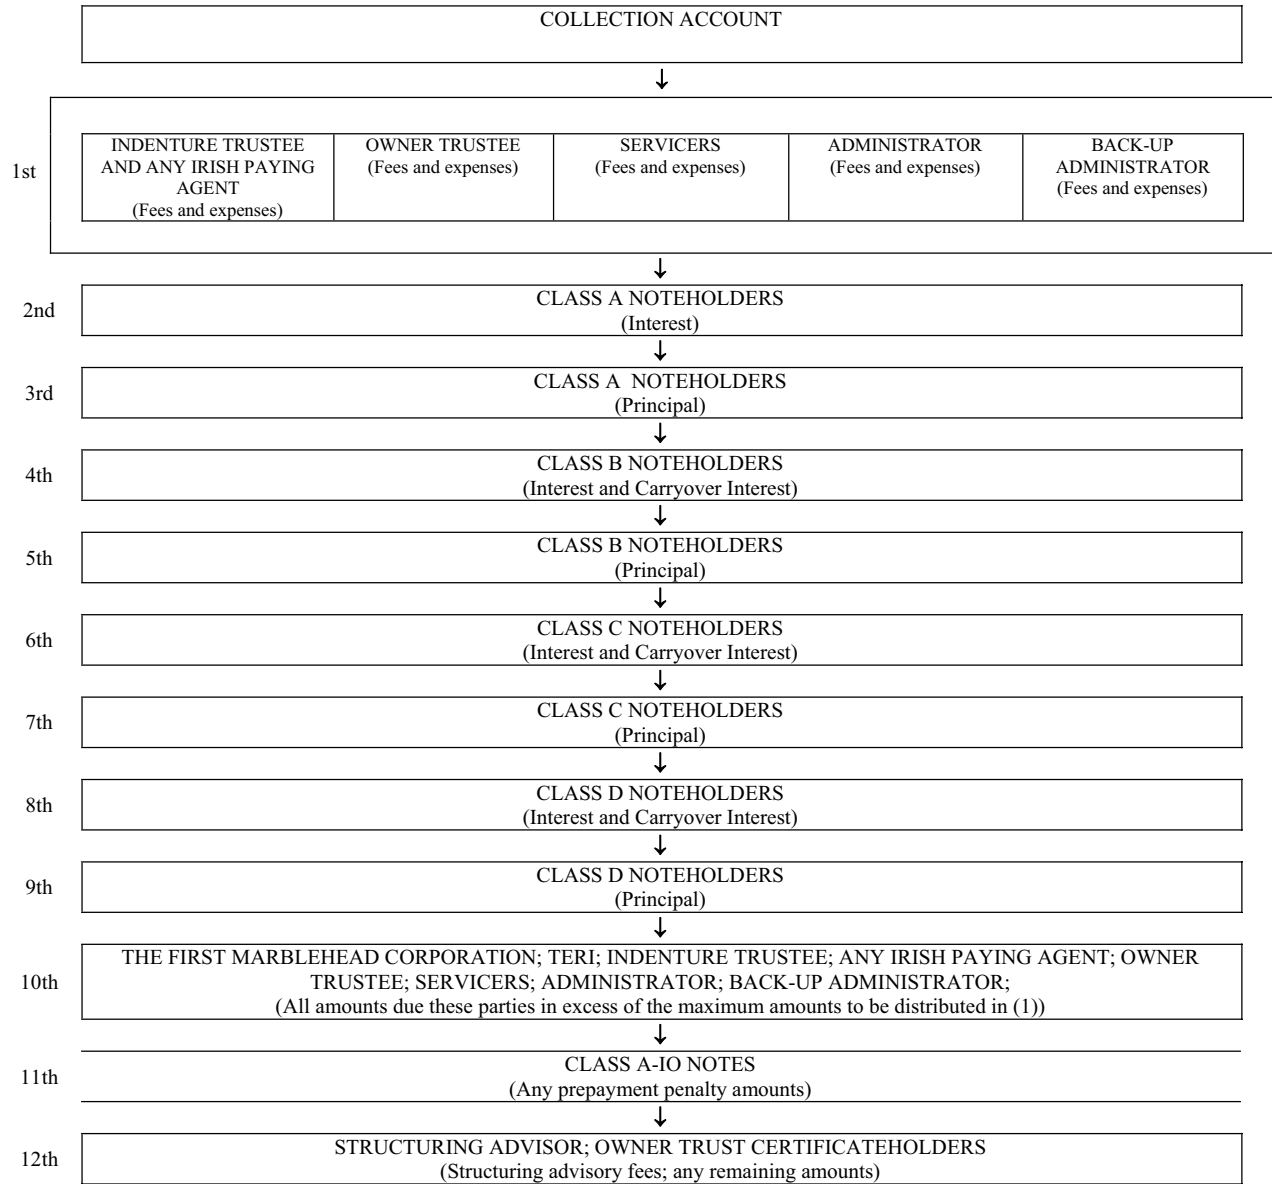 COLLECTION ACCOUNT
1st
INDENTURE TRUSTEE
AND ANY IRISH PAYING
AGENT
(Fees and expenses)
OWNER TRUSTEE
(Fees and expenses)
SERVICERS
(Fees and expenses)
ADMINISTRATOR
(Fees and expenses)
BACK-UP
ADMINISTRATOR
(Fees and expenses)
2nd
CLASS A NOTEHOLDERS
(Interest)
3rd
CLASS A NOTEHOLDERS
(Principal)
4th
CLASS B NOTEHOLDERS
(Interest and Carryover Interest)
5th
CLASS B NOTEHOLDERS
(Principal)
6th
CLASS C NOTEHOLDERS
(Interest and Carryover Interest)
7th
CLASS C NOTEHOLDERS
(Principal)
8th
CLASS D NOTEHOLDERS
(Interest and Carryover Interest)
9th
CLASS D NOTEHOLDERS
(Principal)
10th
THE FIRST MARBLEHEAD CORPORATION; TERI; INDENTURE TRUSTEE; ANY IRISH PAYING AGENT; OWNER
TRUSTEE; SERVICERS; ADMINISTRATOR; BACK-UP ADMINISTRATOR;
(All amounts due these parties in excess of the maximum amounts to be distributed in (1))
11th
CLASS A-IO NOTES
(Any prepayment penalty amounts)
12th
STRUCTURING ADVISOR; OWNER TRUST CERTIFICATEHOLDERS
(Structuring advisory fees; any remaining amounts)